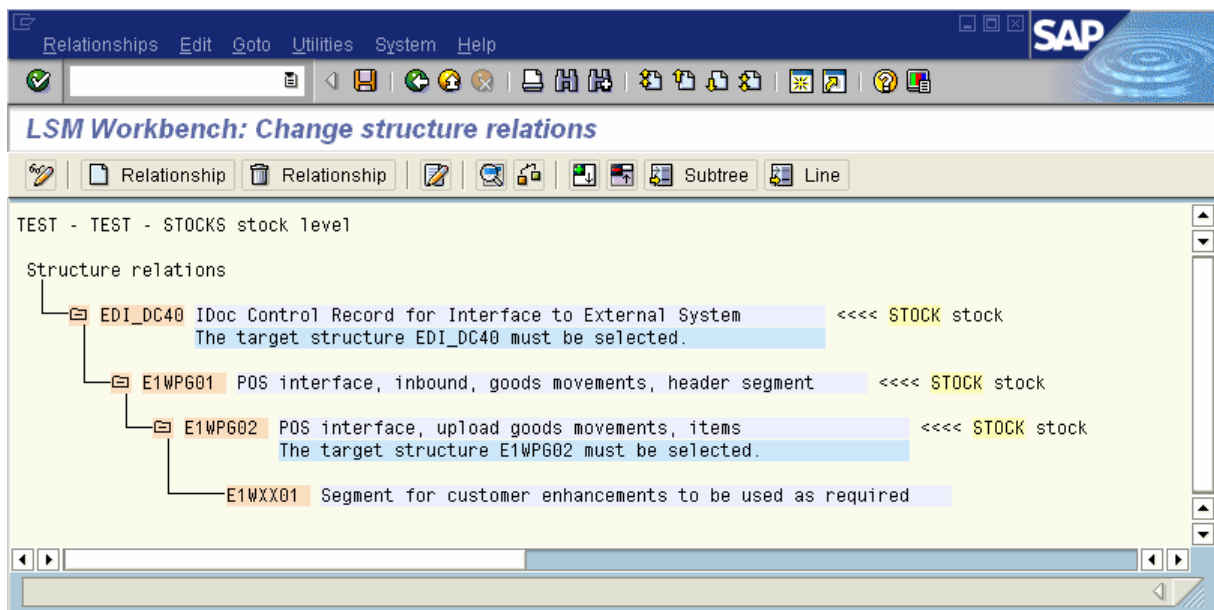 Relationships Edit Goto Utilities System Help
SAP
LSM Workbench: Change structure relations
Relationship Relationship Subtree Line
TEST - TEST - STOCKS stock level
Structure relations
EDI_DC40 IDoc Control Record for Interface to External System <<<< STOCK stock
The target structure EDI_DC40 must be selected.
E1WPG01 POS interface, inbound, goods movements, header segment <<<< STOCK stock
E1WPG02 POS interface, upload goods movements, items <<<< STOCK stock
The target structure E1WPG02 must be selected.
E1WXX01 Segment for customer enhancements to be used as required